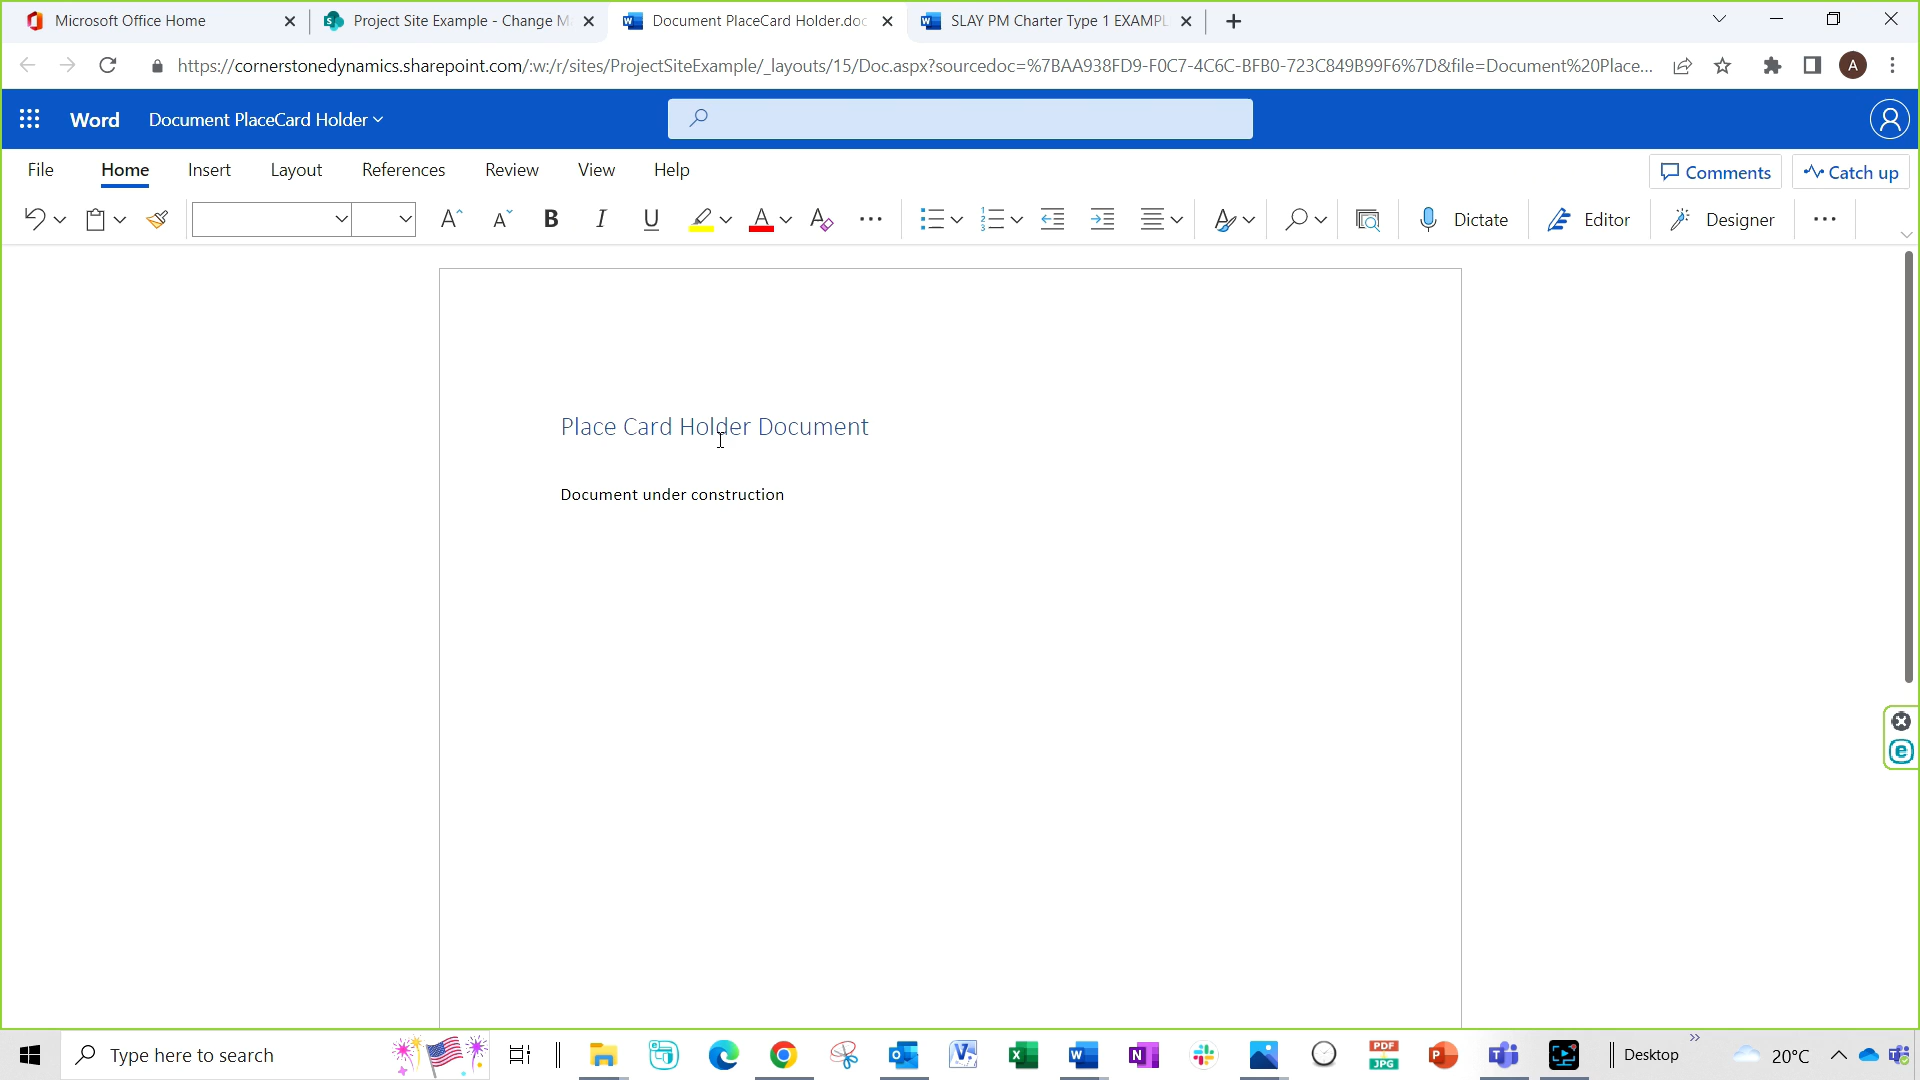 Microsoft Office Home
Project Site Example - Change M
Document PlaceCard Holder.doc
SLAY PM Charter Type 1 EXAMPL
https://cornerstonedynamics.sharepoint.com/:w:/r/sites/ProjectSiteExample/_layouts/15/Doc.aspx?sourcedoc=%7BAA938FD9-F0C7-4C6C-BFB0-723C849B99F6%7D&file=Document%20Place...
A
Word
Document PlaceCard Holder
File
Home
Insert
Layout
References
Review
View
Help
Comments
Catch up
Dictate
Editor
Designer
Place Card Holder Document
Document under construction
Type here to search
Desktop
20°C